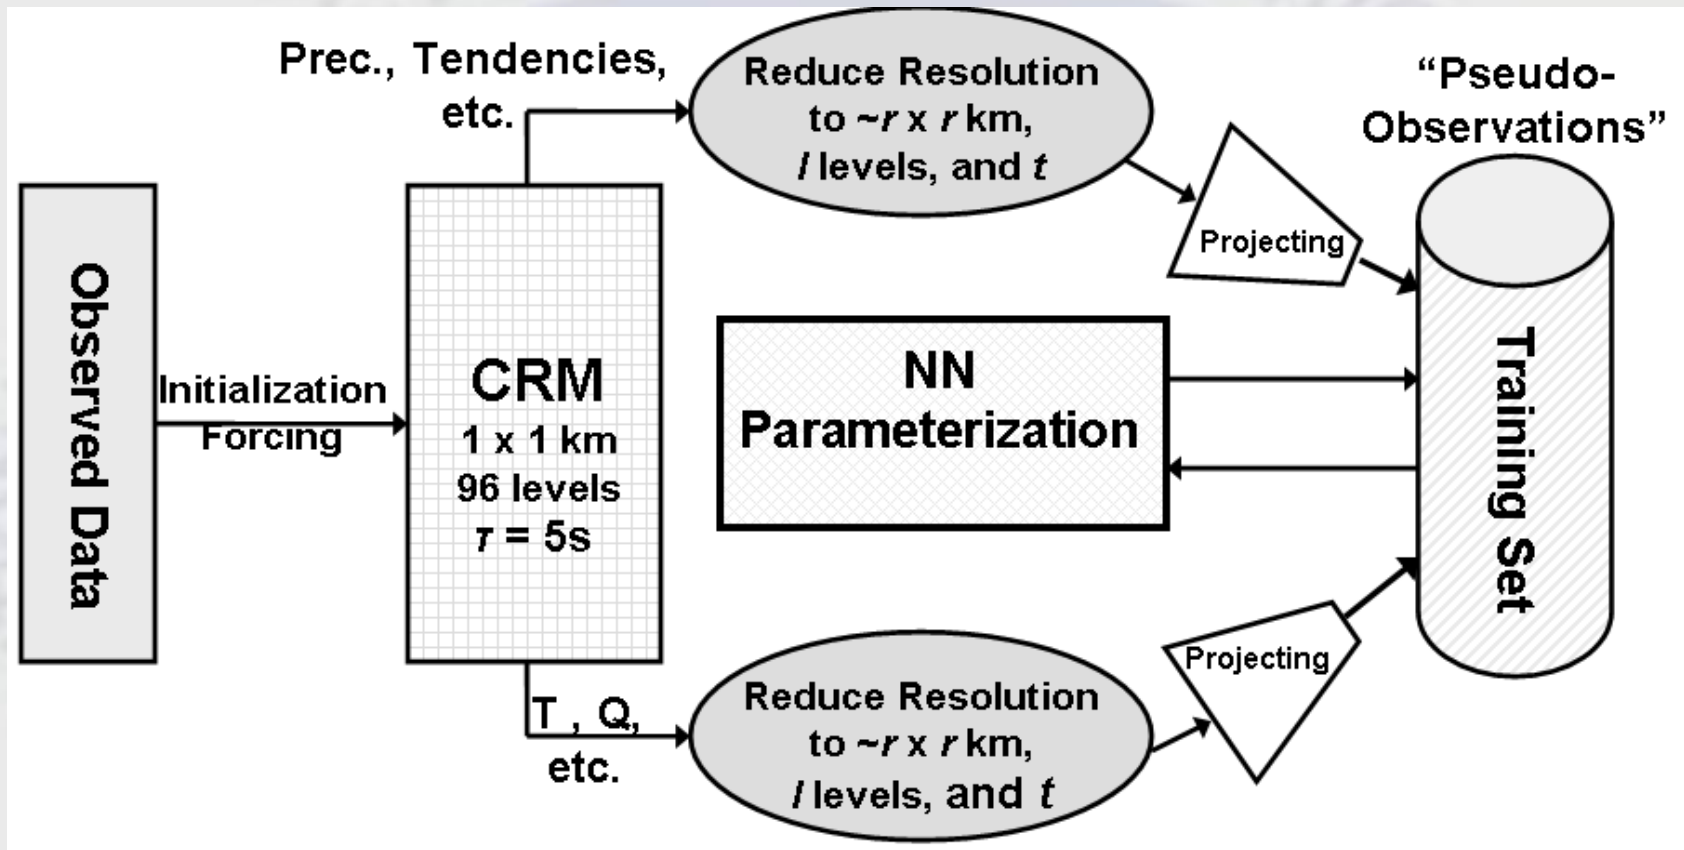 Observed Data
Initialization
Forcing
Prec., Tendencies,
etc.
CRM
1 x 1 km
96 levels
τ = 5s
T , Q,
etc.
Reduce Resolution
to ~r x r km,
l levels, and t
Projecting
NN
Parameterization
Reduce Resolution
to ~r x r km,
l levels, and t
Projecting
“Pseudo-
Observations”
Training Set